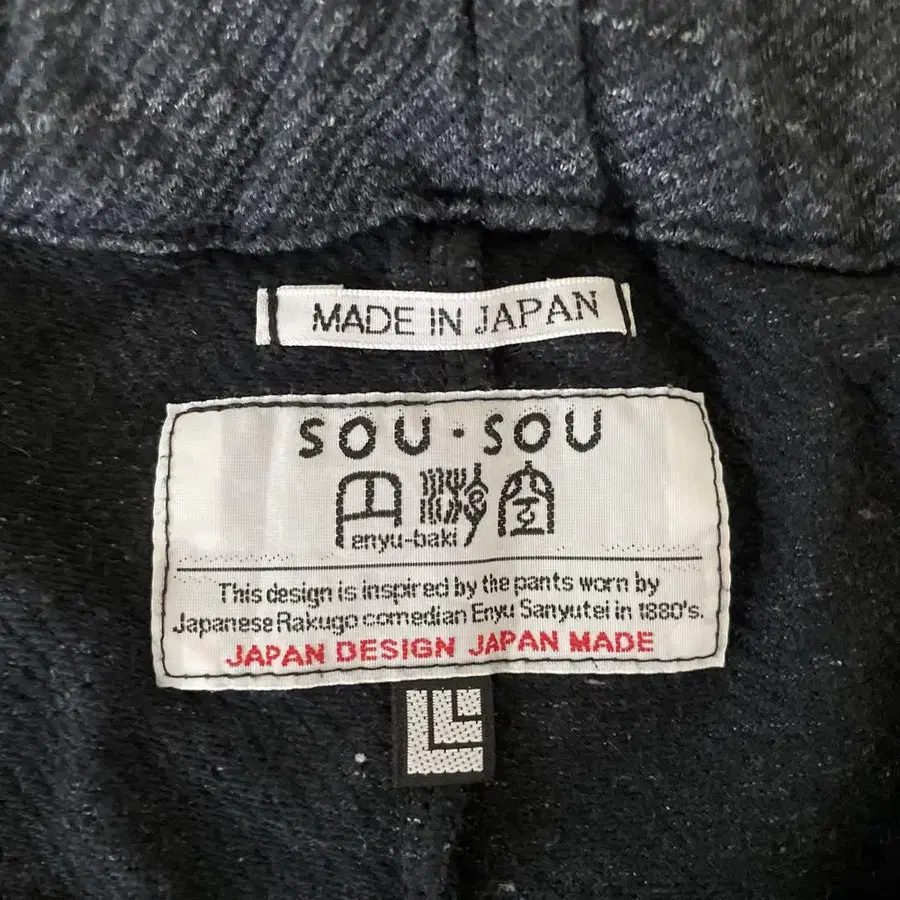 MADE IN JAPAN
SOU・SOU
enyu-baki
This design is inspired by the pants worn by
Japanese Rakugo comedian Enyu Sanyutei in 1880's.
JAPAN DESIGN JAPAN MADE
LL